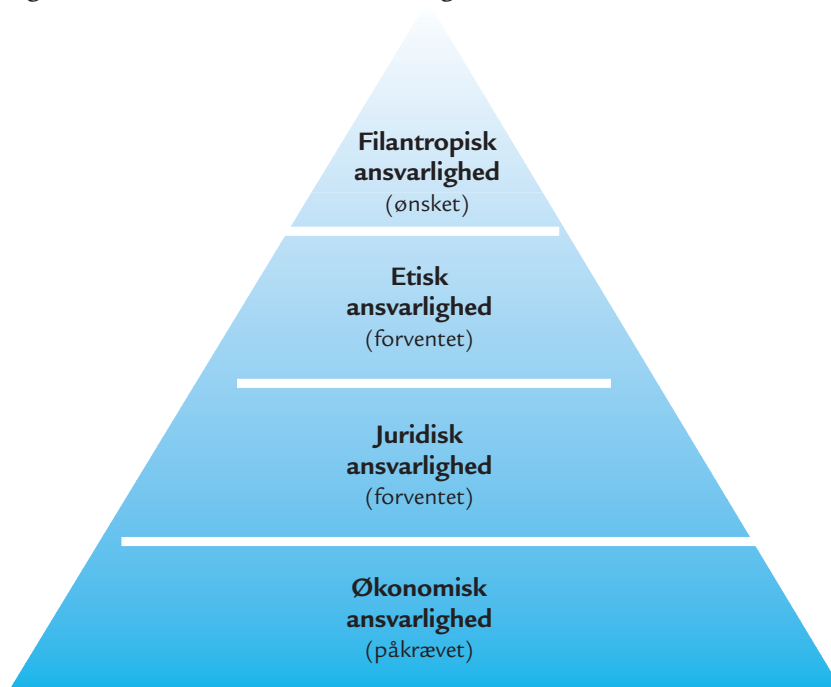 Filantropisk
ansvarlighed
(ønsket)
Etisk
ansvarlighed
(forventet)
Juridisk
ansvarlighed
(forventet)
Økonomisk
ansvarlighed
(påkrævet)